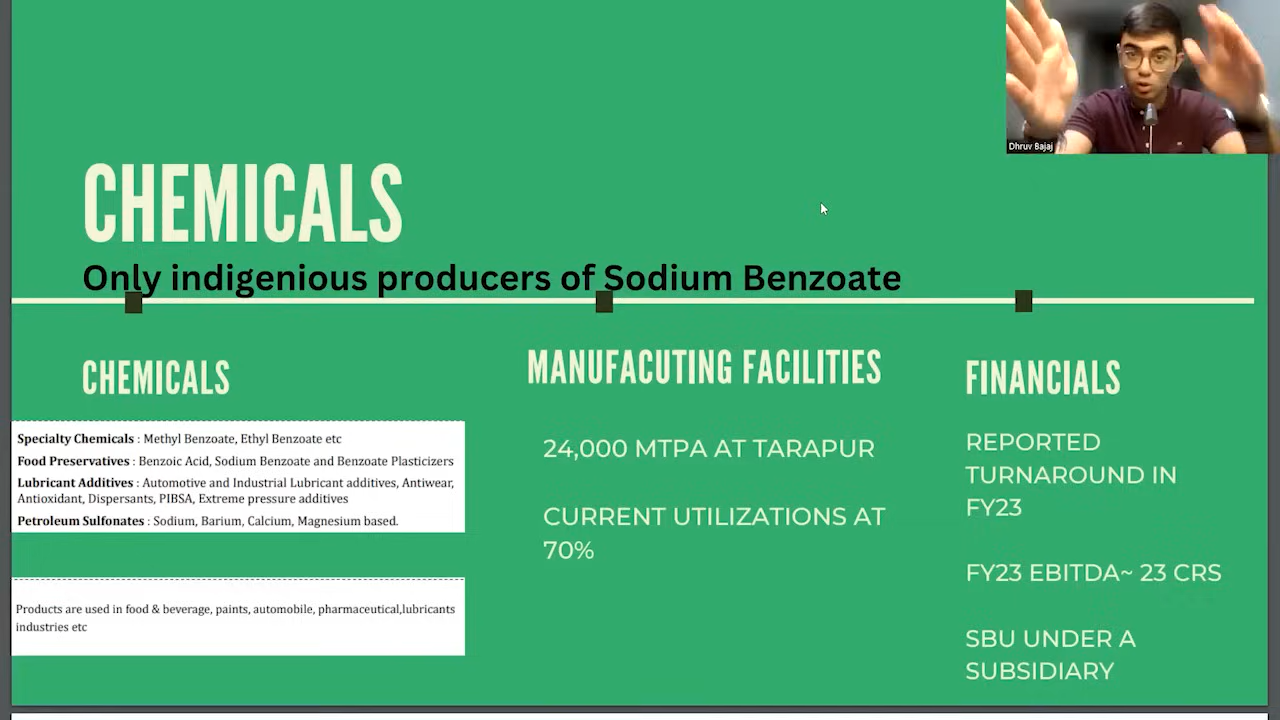 Dhruv Bajaj
CHEMICALS
Only indigenious producers of Sodium Benzoate
CHEMICALS
Specialty Chemicals : Methyl Benzoate, Ethyl Benzoate etc
Food Preservatives : Benzoic Acid, Sodium Benzoate and Benzoate Plasticizers
Lubricant Additives : Automotive and Industrial Lubricant additives, Antiwear,
Antioxidant, Dispersants, PIBSA, Extreme pressure additives
Petroleum Sulfonates : Sodium, Barium, Calcium, Magnesium based.
Products are used in food & beverage, paints, automobile, pharmaceutical,lubricants
industries etc
MANUFACUTING FACILITIES
24,000 MTPA AT TARAPUR
CURRENT UTILIZATIONS AT
70%
FINANCIALS
REPORTED
TURNAROUND IN
FY23
FY23 EBITDA~ 23 CRS
SBU UNDER A
SUBSIDIARY